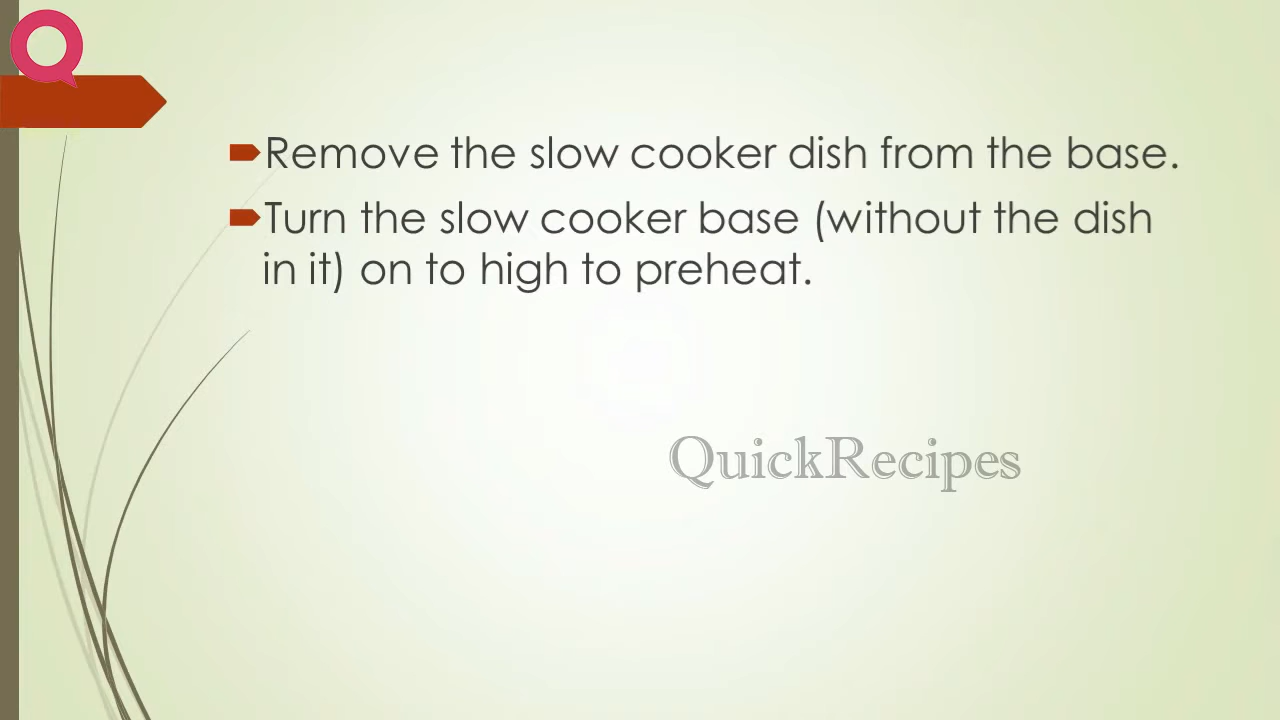 Remove the slow cooker dish from the base.
Turn the slow cooker base (without the dish
in it) on to high to preheat.
QuickRecipes